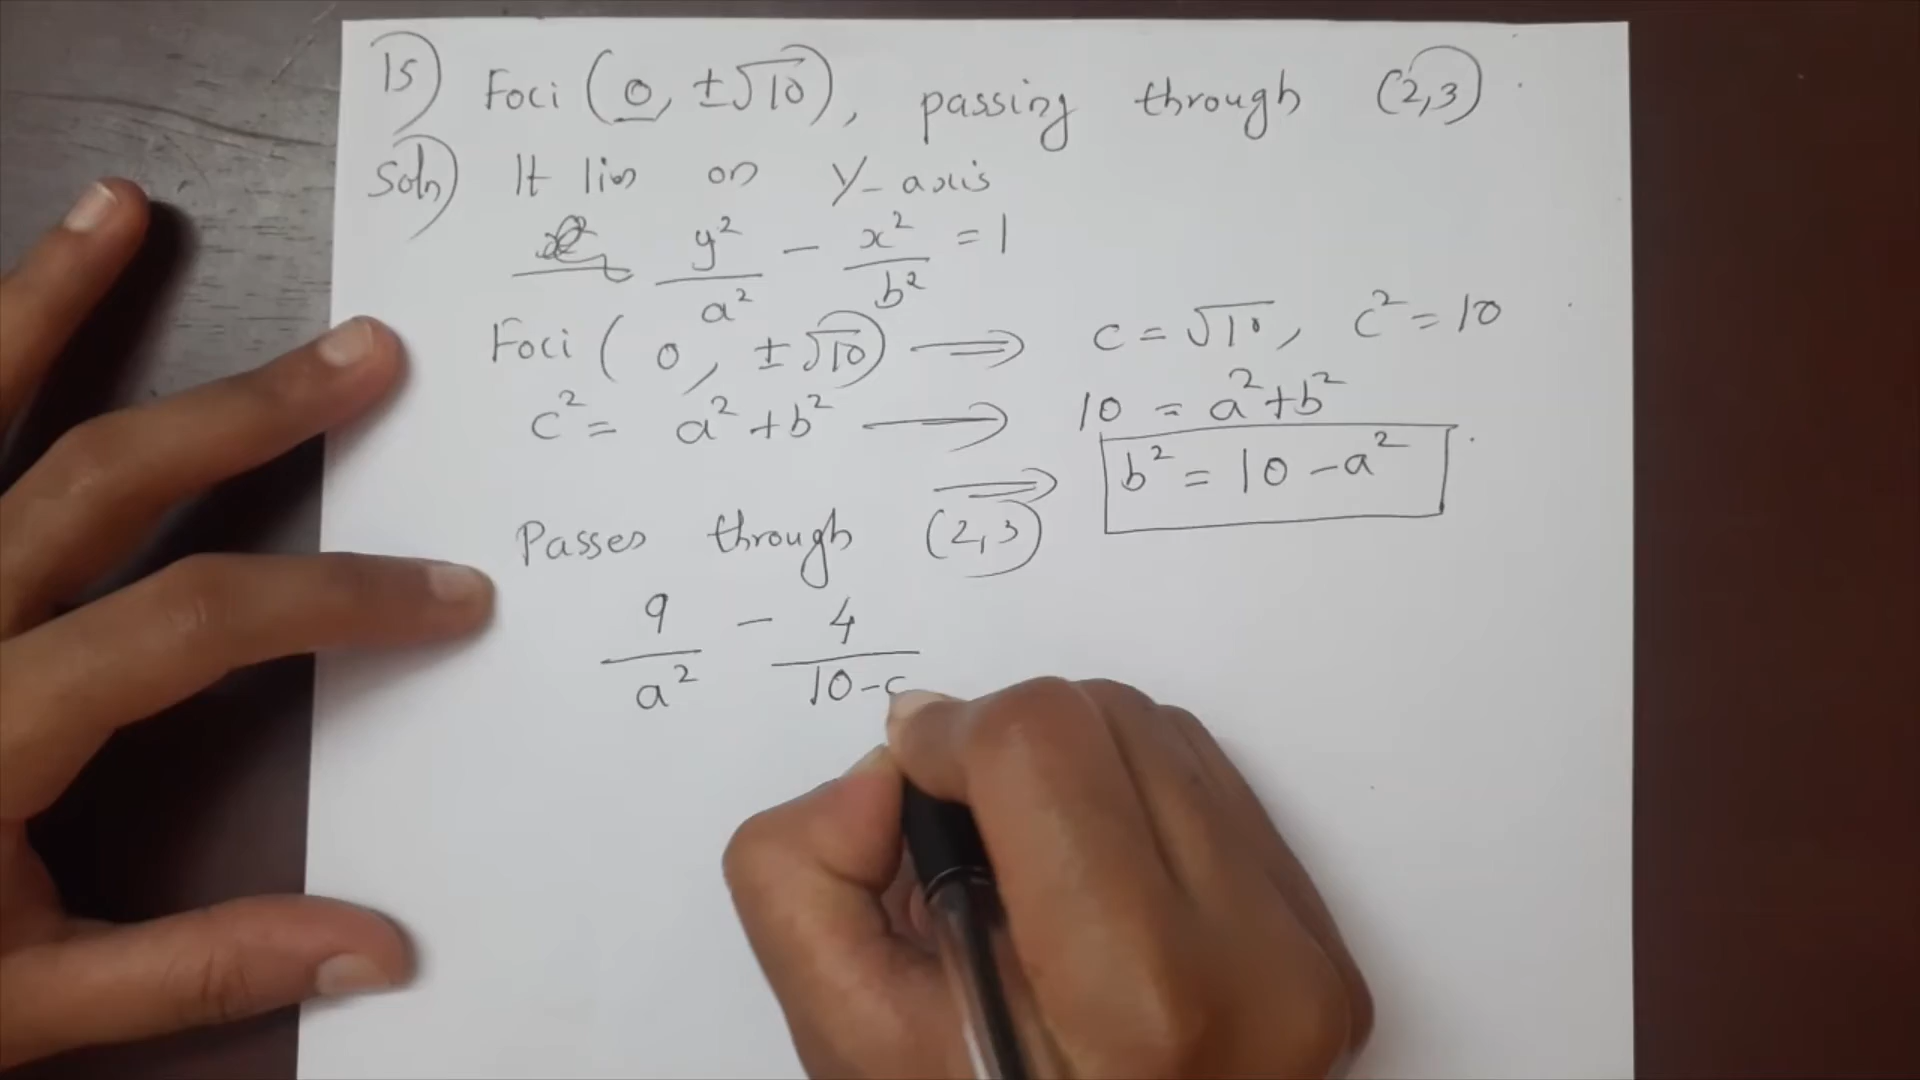 15) Foci (0, ±√10), passing through (2,3).
Soln) It lies on Y-axis
y²/a² - x²/b² = 1
Foci (0, ±√10) ⟹ c = √10, c² = 10
c² = a²+b² ⟶ 10 = a²+b²
⟹ b² = 10 - a²
Passes through (2,3)
9/a² - 4/10-a